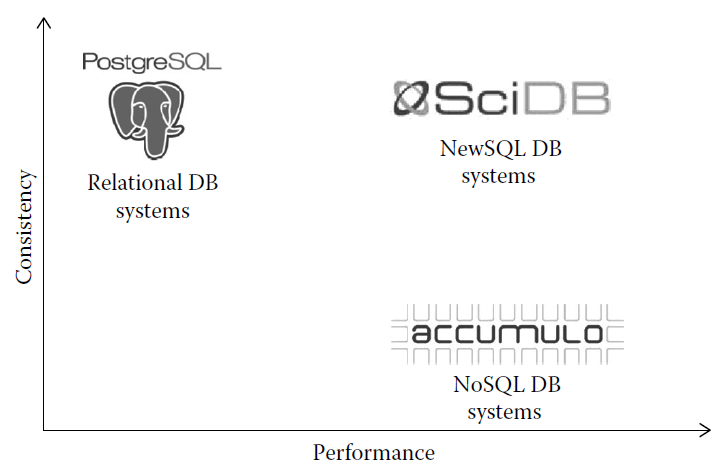 PostgreSQL
Relational DB
systems
SciDB
NewSQL DB
systems
accumulo
NoSQL DB
systems
Consistency
Performance